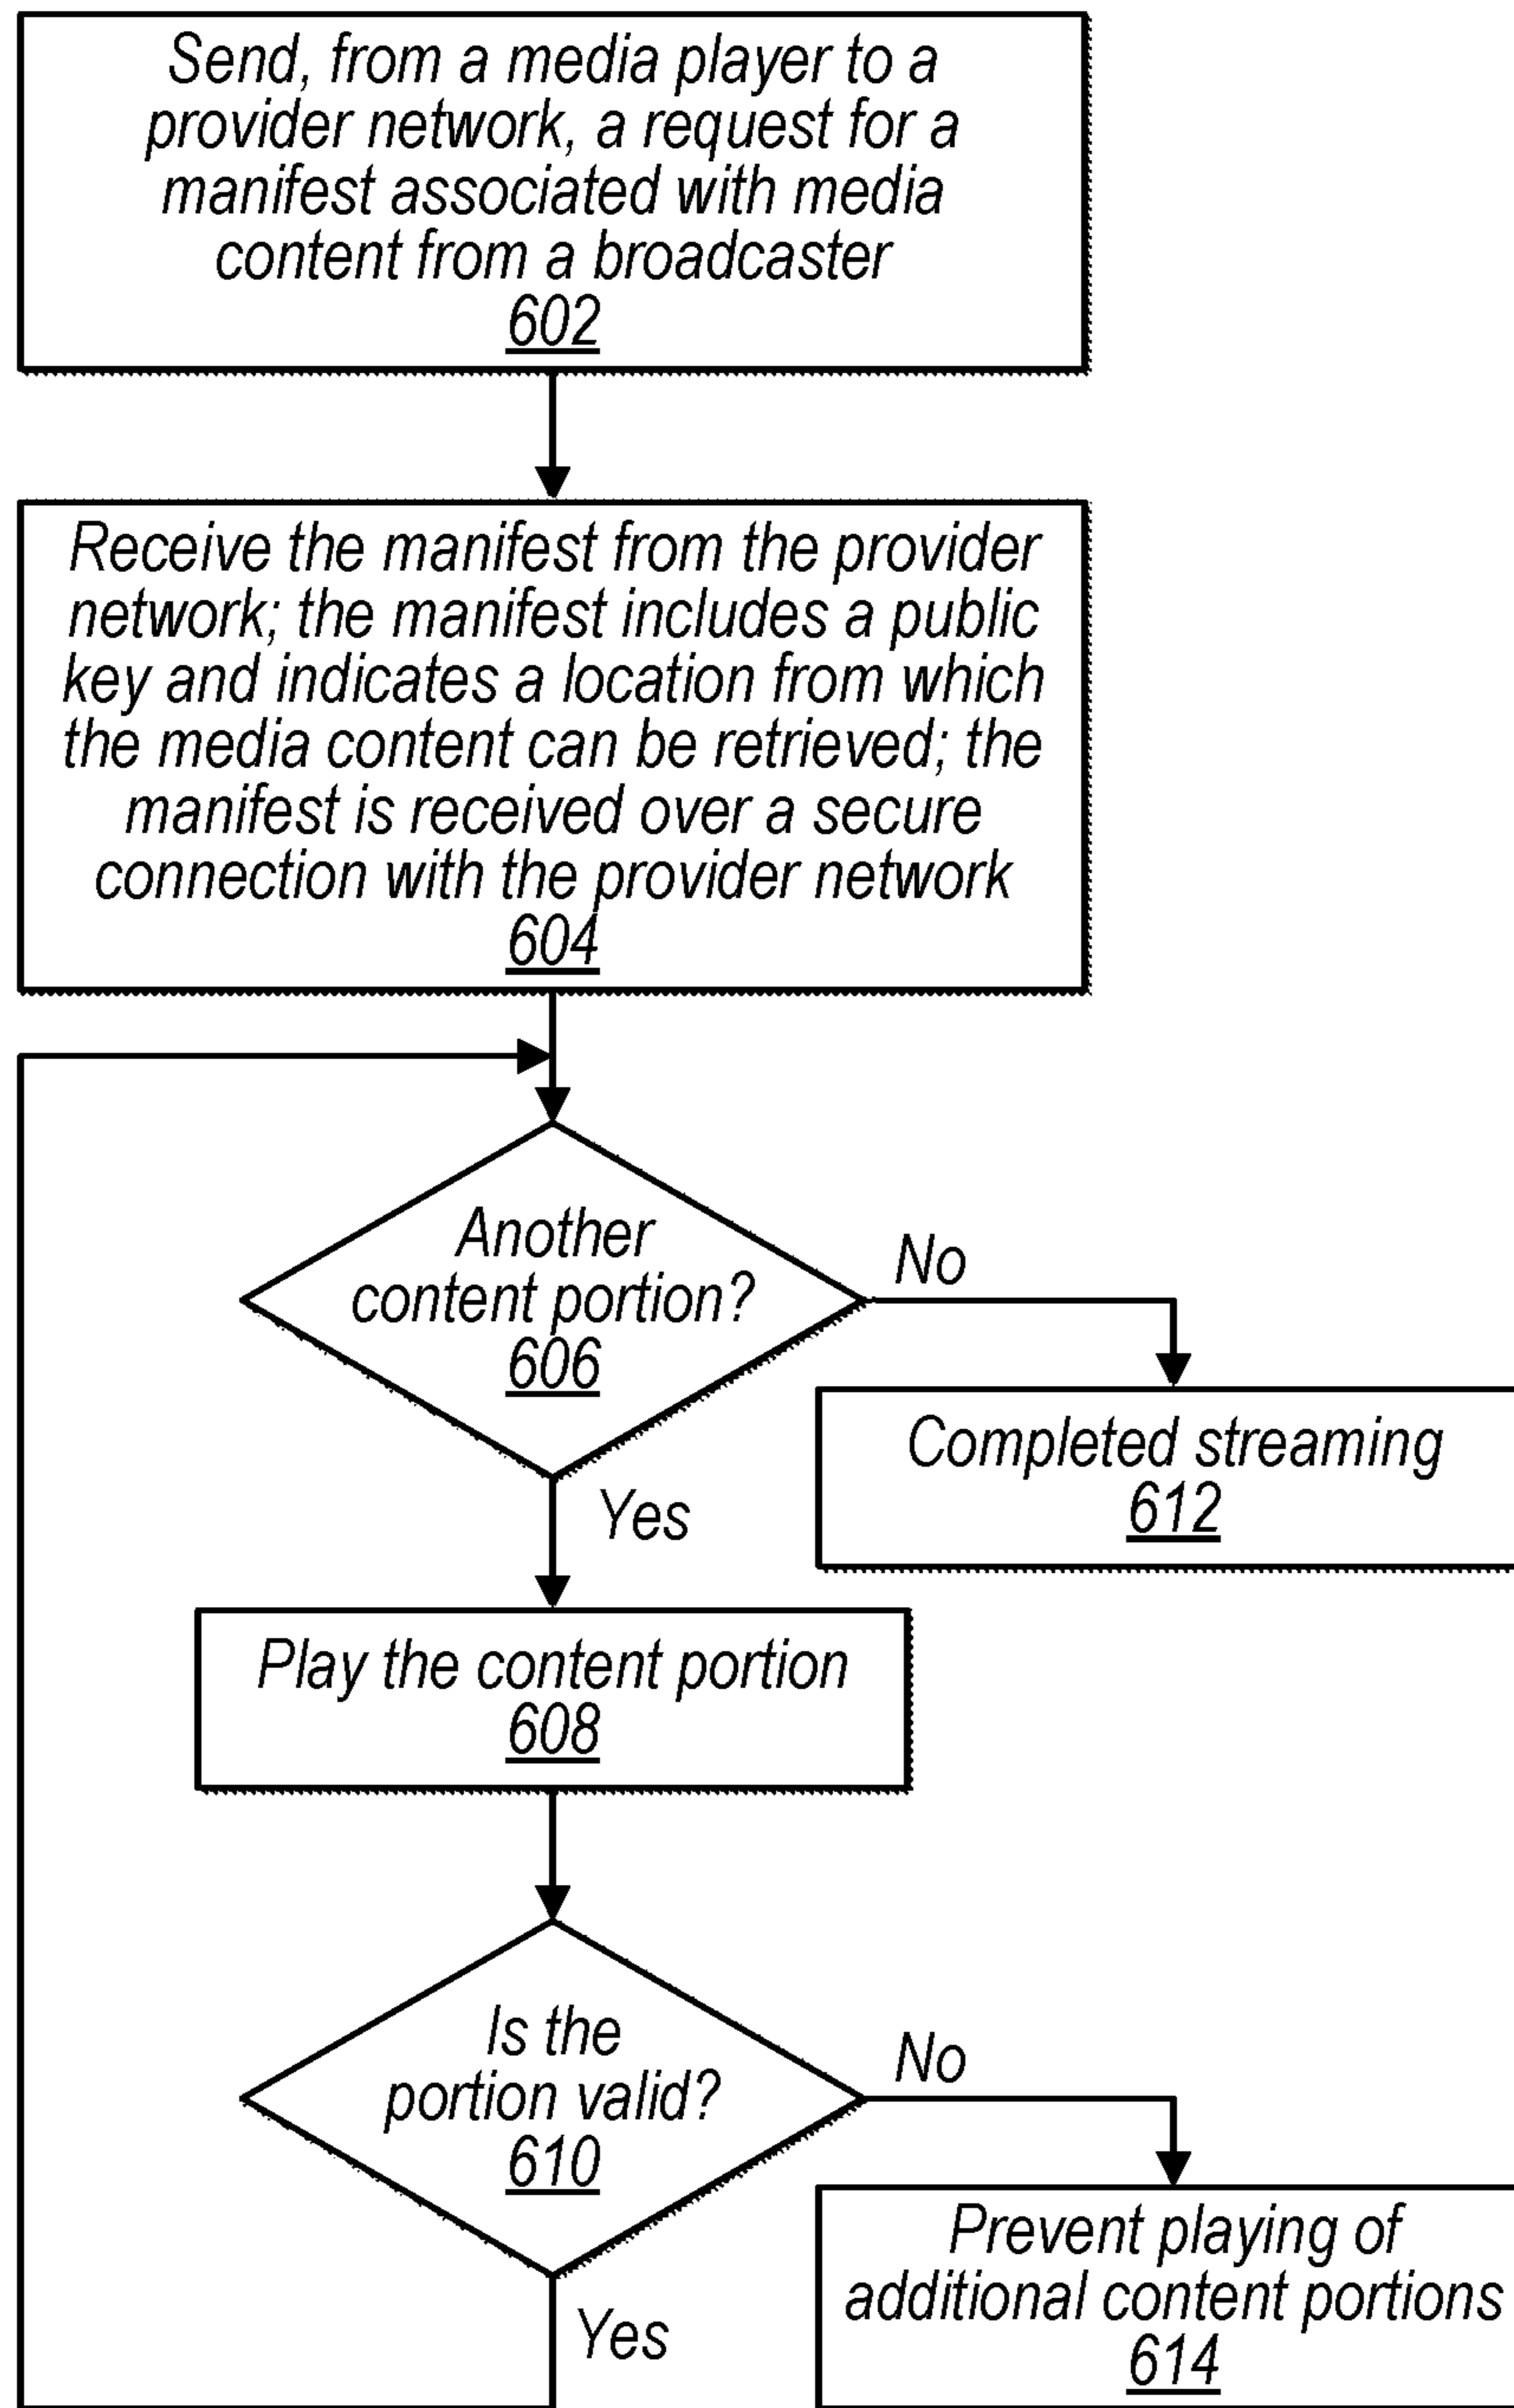 Send, from a media player to a
provider network, a request for a
manifest associated with media
content from a broadcaster
602
Receive the manifest from the provider
network; the manifest includes a public
key and indicates a location from which
the media content can be retrieved; the
manifest is received over a secure
connection with the provider network
604
Another
content portion?
606
No
Completed streaming
612
Yes
Play the content portion
608
Is the
portion valid?
610
No
Prevent playing of
additional content portions
614
Yes